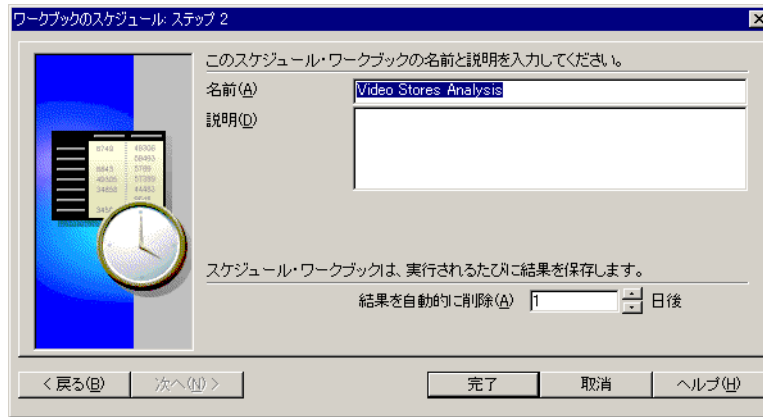 ワークブックのスケジュール: ステップ 2
このスケジュール・ワークブックの名前と説明を入力してください。
名前(A)
Video Stores Analysis
説明(D)
スケジュール・ワークブックは、実行されるたびに結果を保存します。
結果を自動的に削除(A) 1 日後
< 戻る(B) 次へ(N) > 完了 取消 ヘルプ(H)